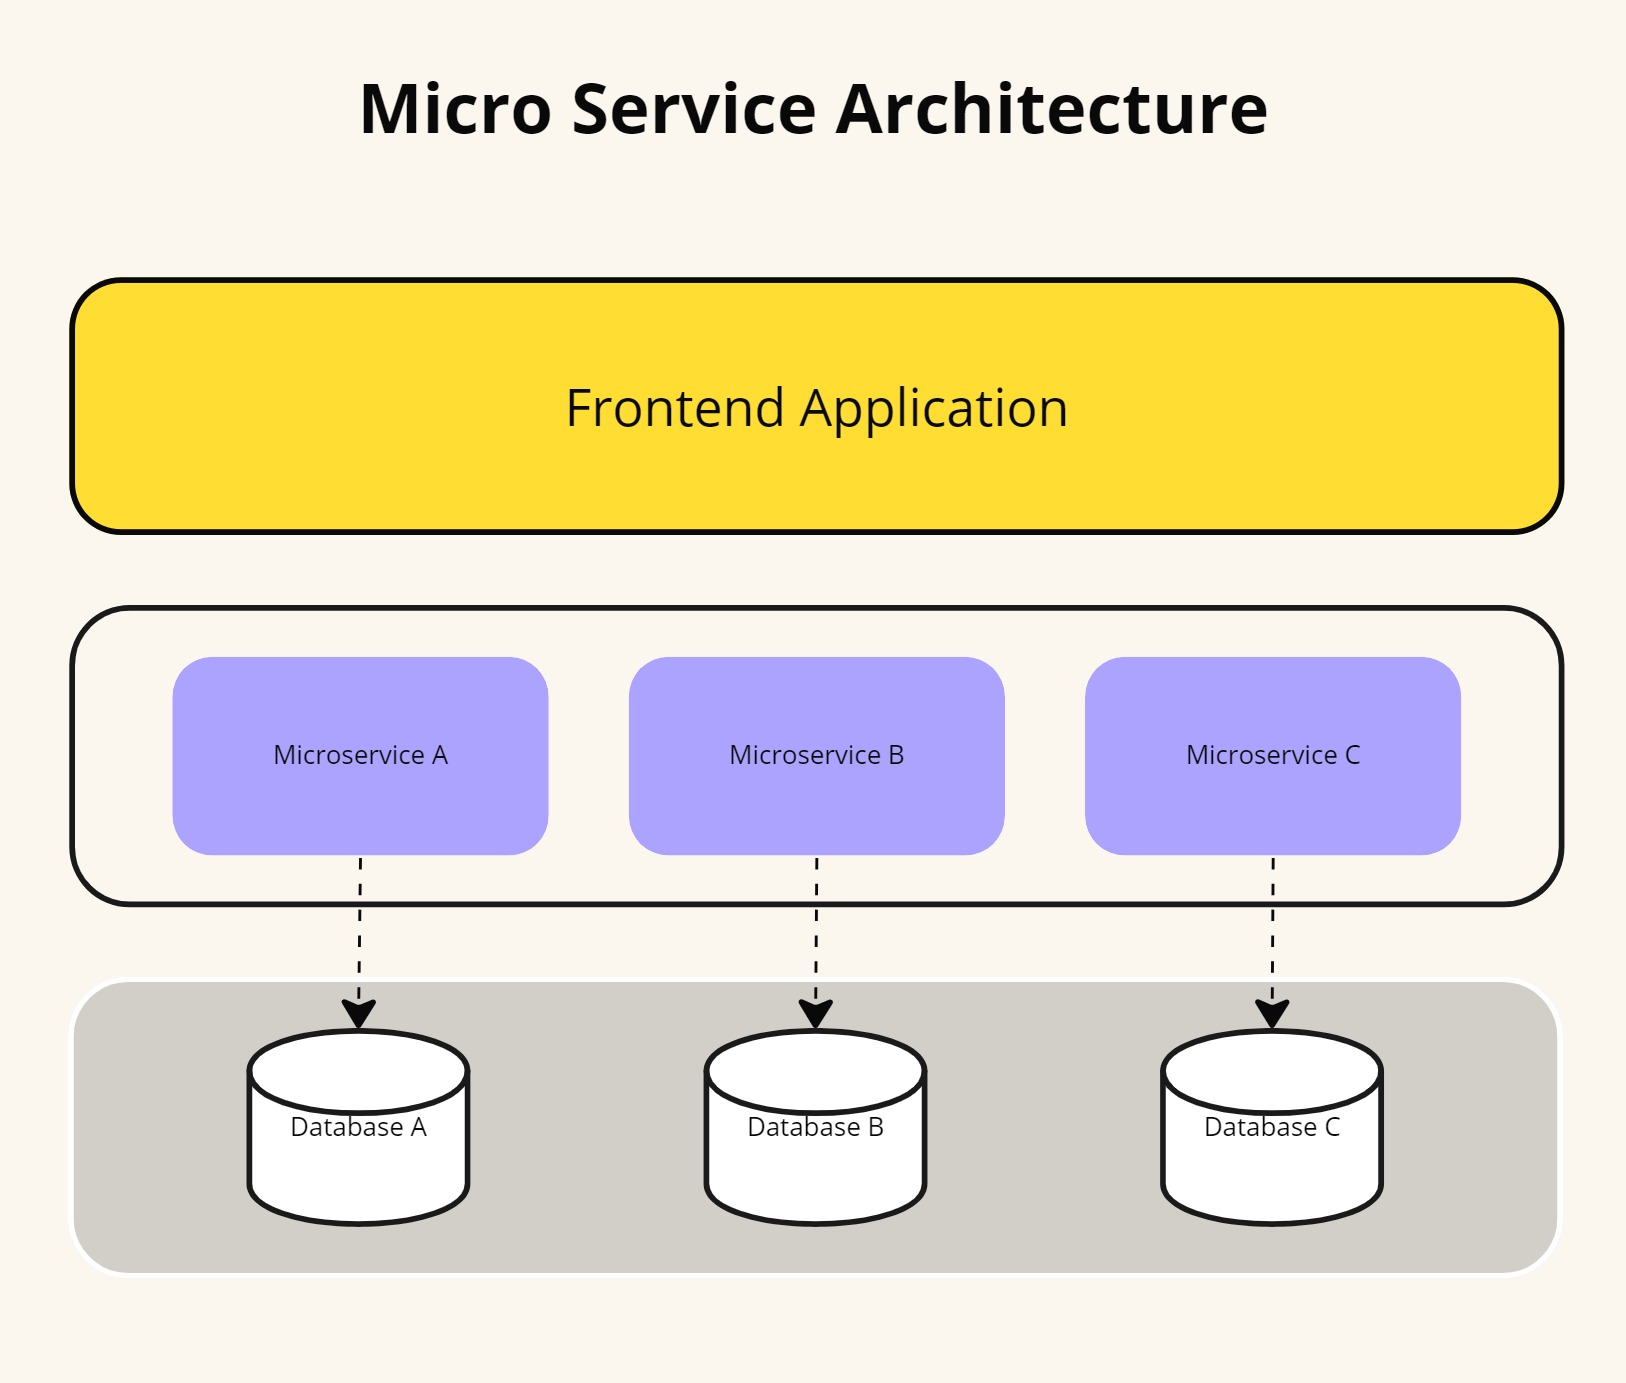 Micro Service Architecture
Frontend Application
Microservice A
Microservice B
Microservice C
Database A
Database B
Database C